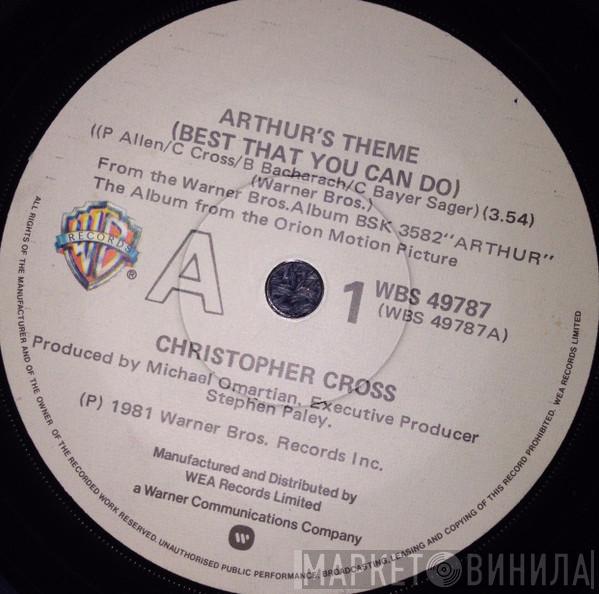 ARTHUR'S THEME
(BEST THAT YOU CAN DO)
((P Allen/C Cross/B Bacharach/C Bayer Sager) (3.54)
(Warner Bros.)
From the Warner Bros.Album BSK 3582"ARTHUR"
The Album from the Orion Motion Picture
WB
RECORDS
®
A
1
WBS 49787
(WBS 49787A)
CHRISTOPHER CROSS
Produced by Michael Omartian, Executive Producer
Stephen Paley.
(P) 1981 Warner Bros. Records Inc.
Manufactured and Distributed by
WEA Records Limited
a Warner Communications Company
ALL RIGHTS OF THE MANUFACTURER AND OF THE OWNER OF THE RECORDED WORK RESERVED. UNAUTHORISED PUBLIC PERFORMANCE, BROADCASTING, LEASING AND COPYING OF THIS RECORD PROHIBITED. WEA RECORDS LIMITED
МАРКЕТ ВИНИЛА